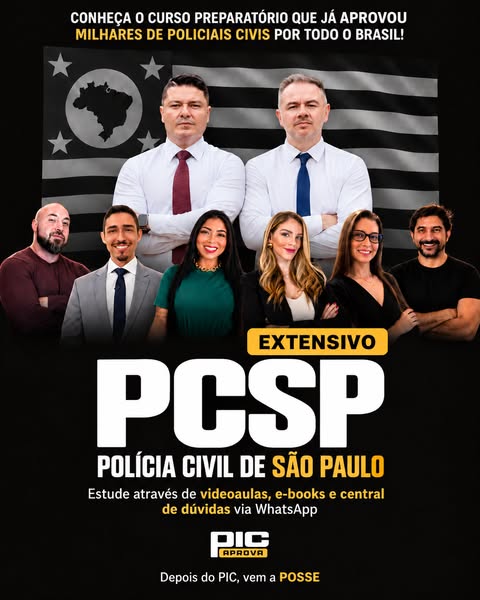 CONHEÇA O CURSO PREPARATÓRIO QUE JÁ APROVOU
MILHARES DE POLICIAIS CIVIS POR TODO O BRASIL!
EXTENSIVO
PCSP
POLÍCIA CIVIL DE SÃO PAULO
Estude através de videoaulas, e-books e central
de dúvidas via WhatsApp
PIC
APROVA
Depois do PIC, vem a POSSE